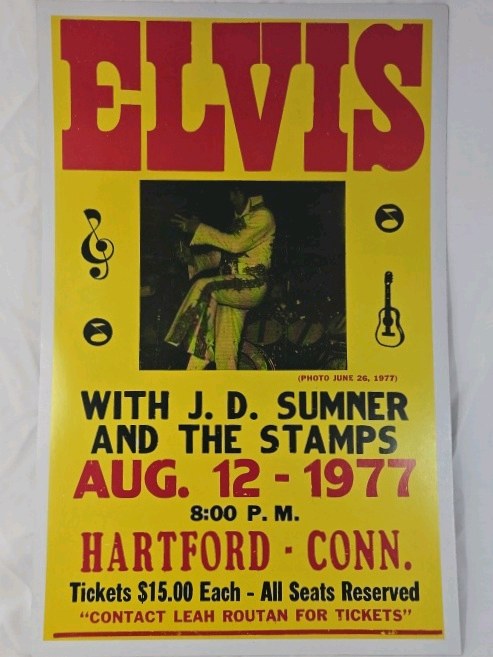 ELVIS
(PHOTO JUNE 26, 1977)
WITH J. D. SUMNER
AND THE STAMPS
AUG. 12 - 1977
8:00 P. M.
HARTFORD - CONN.
Tickets $15.00 Each - All Seats Reserved
"CONTACT LEAH ROUTAN FOR TICKETS"